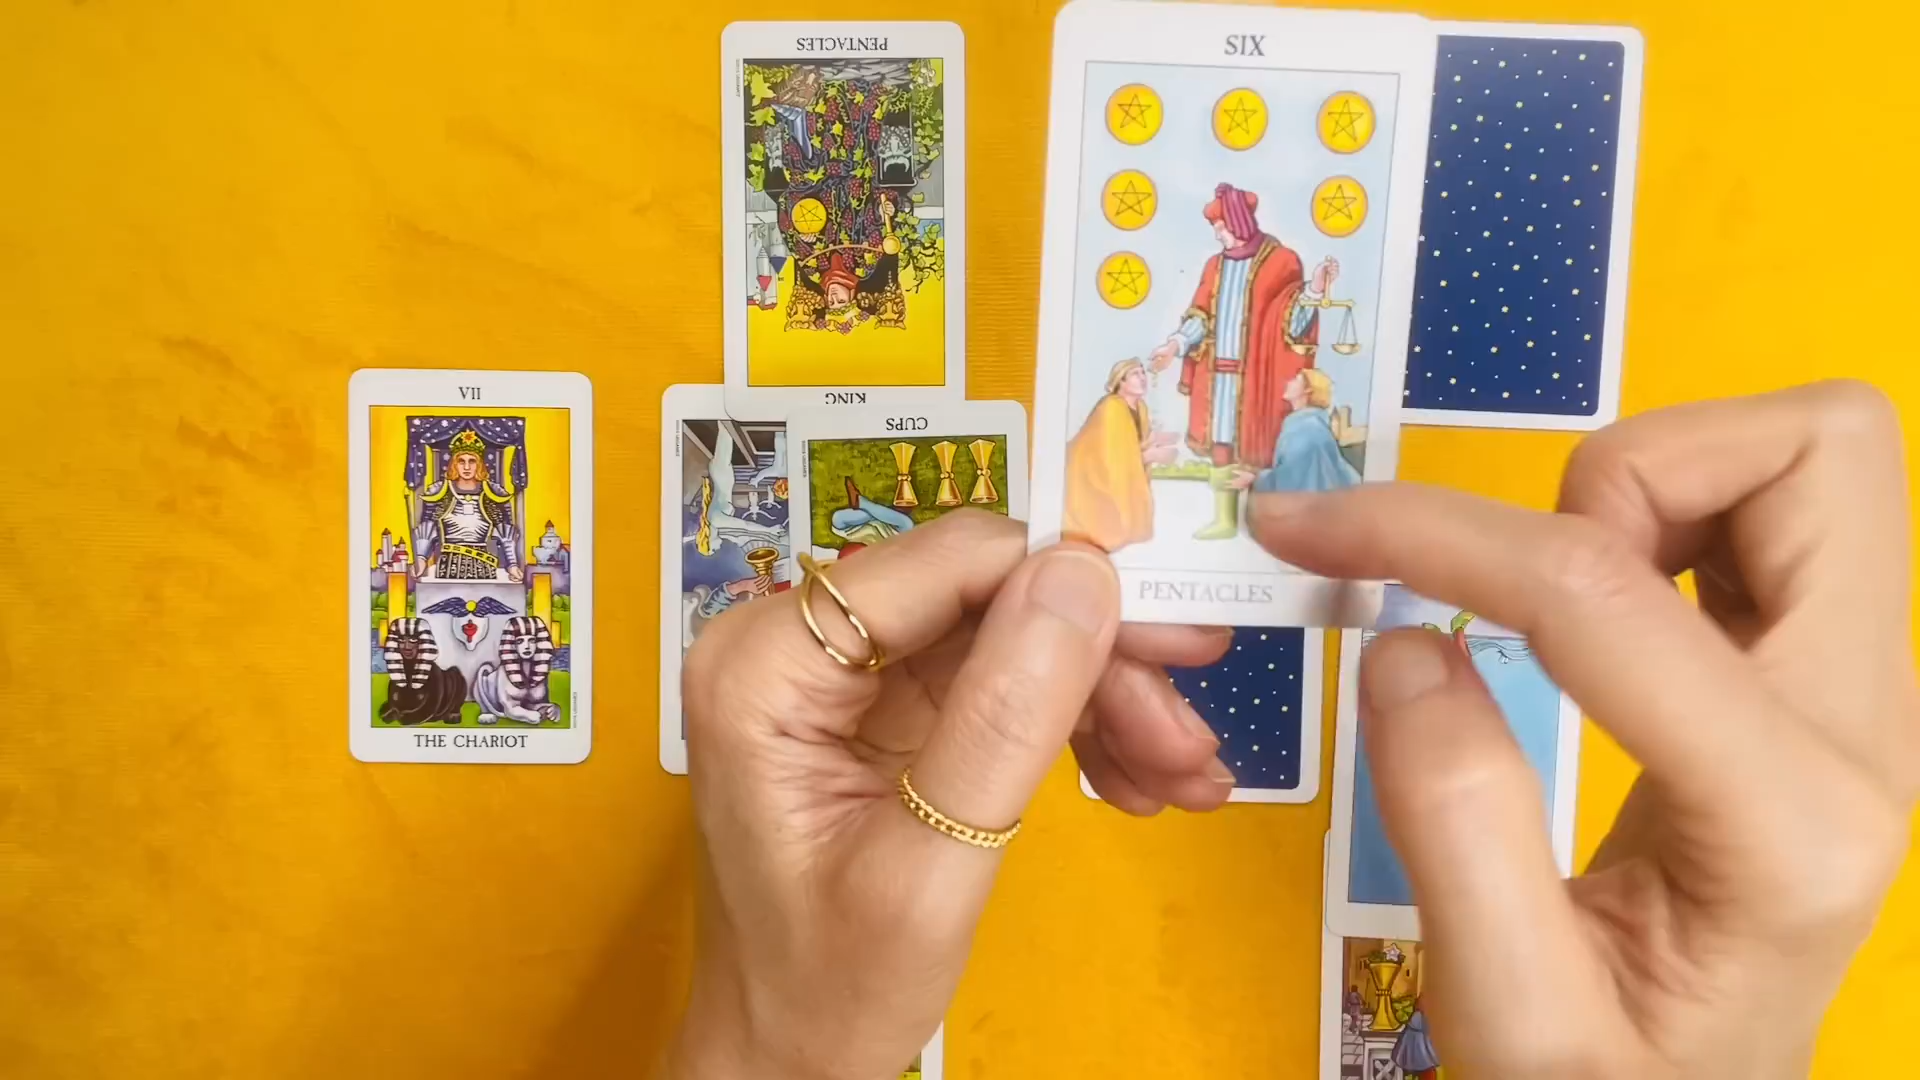 PENTACLES
KING
VII
THE CHARIOT
CUPS
SIX
PENTACLES